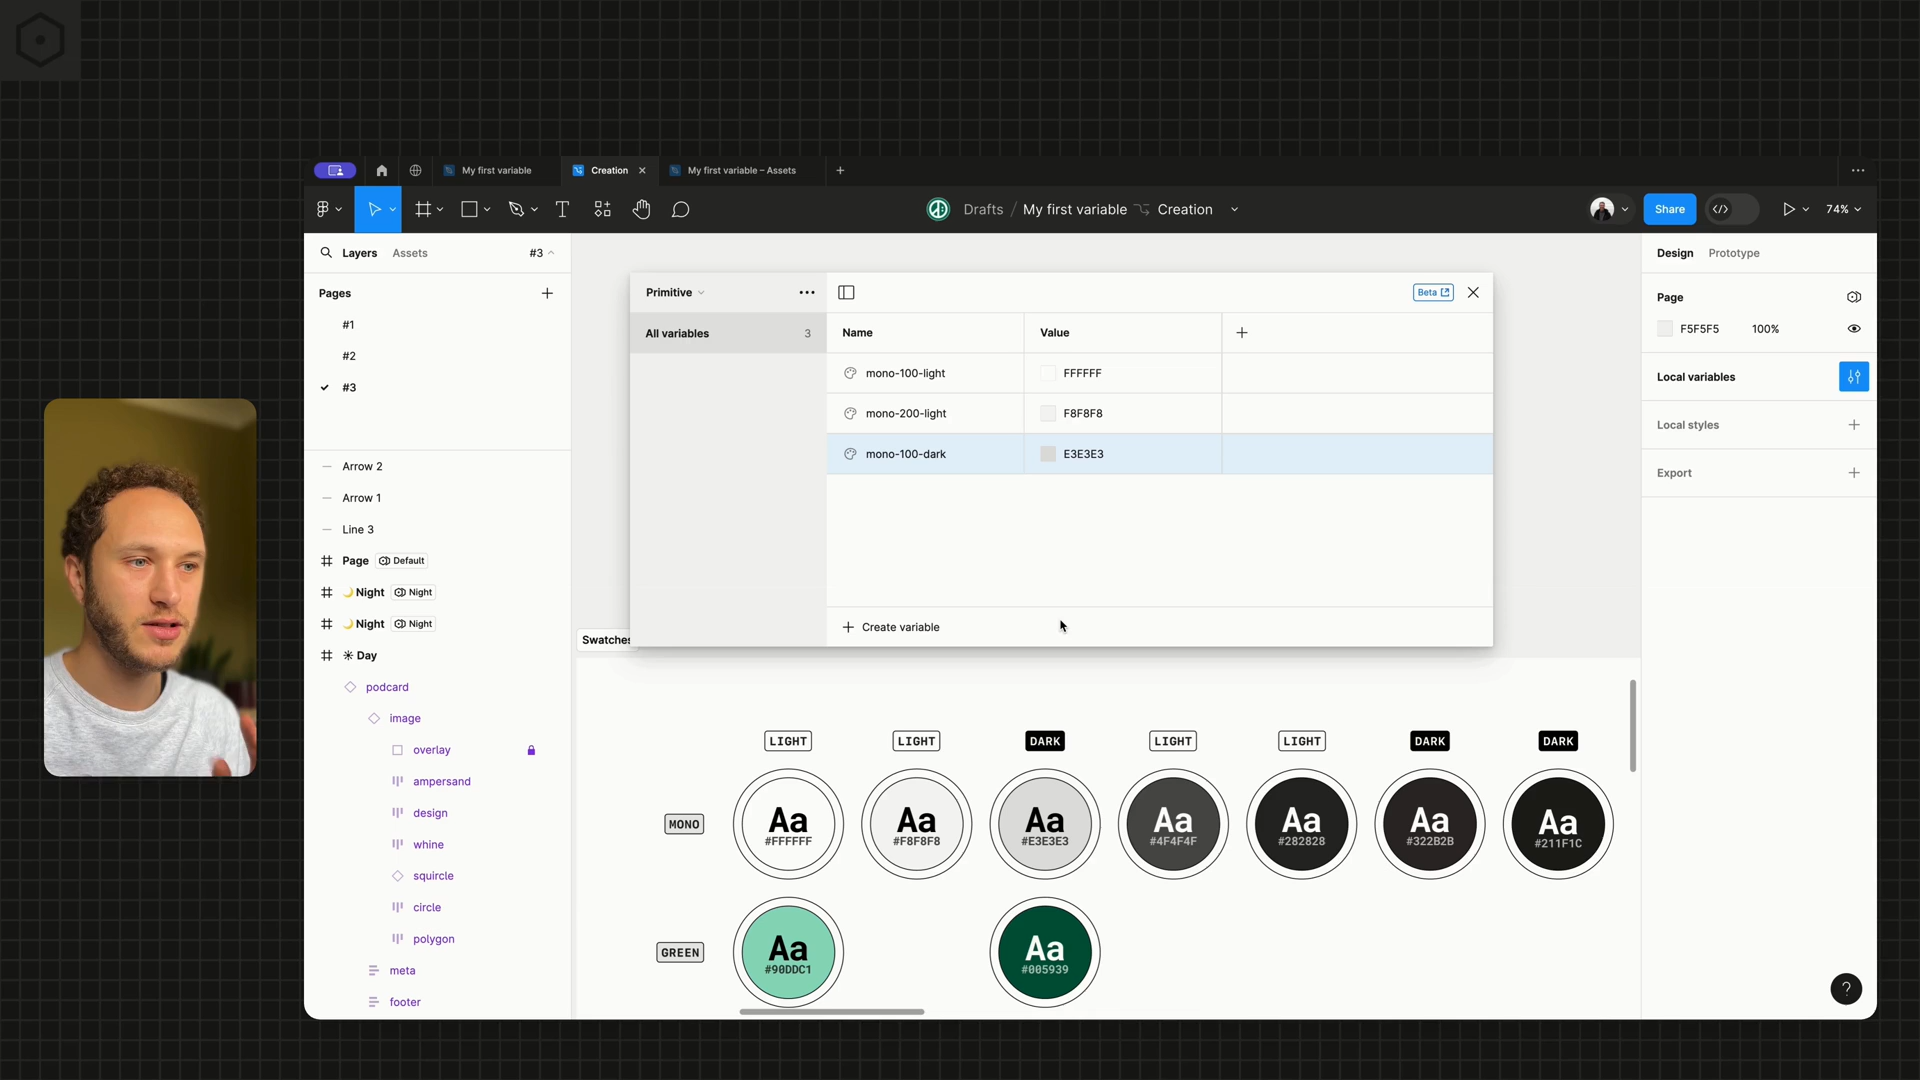 My first variable
Creation
My first variable – Assets
Drafts / My first variable Creation
Share
74%
Layers
Assets
#3
Pages
#1
#2
#3
Arrow 2
Arrow 1
Line 3
Page Default
🌙 Night Night
🌙 Night Night
☀ Day
podcard
image
overlay
ampersand
design
whine
squircle
circle
polygon
meta
footer
Primitive
Beta
All variables 3
Name Value
mono-100-light FFFFFF
mono-200-light F8F8F8
mono-100-dark E3E3E3
Create variable
Swatches
LIGHT LIGHT DARK LIGHT LIGHT DARK DARK
MONO
Aa Aa Aa Aa Aa Aa Aa
#FFFFFF #F8F8F8 #E3E3E3 #4F4F4F #282828 #322B2B #211F1C
GREEN
Aa Aa
#90DDC1 #005939
Design Prototype
Page
F5F5F5 100%
Local variables
Local styles
Export
?